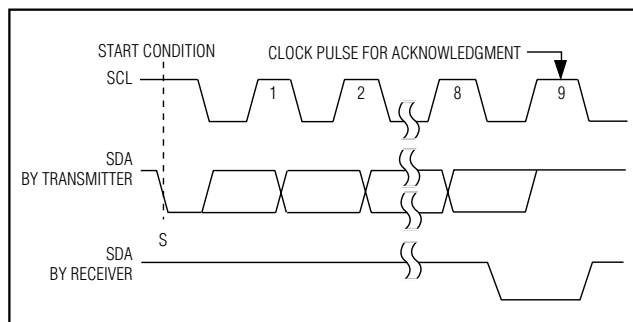 START CONDITION
CLOCK PULSE FOR ACKNOWLEDGMENT
SCL
1
2
8
9
SDA
BY TRANSMITTER
S
SDA
BY RECEIVER